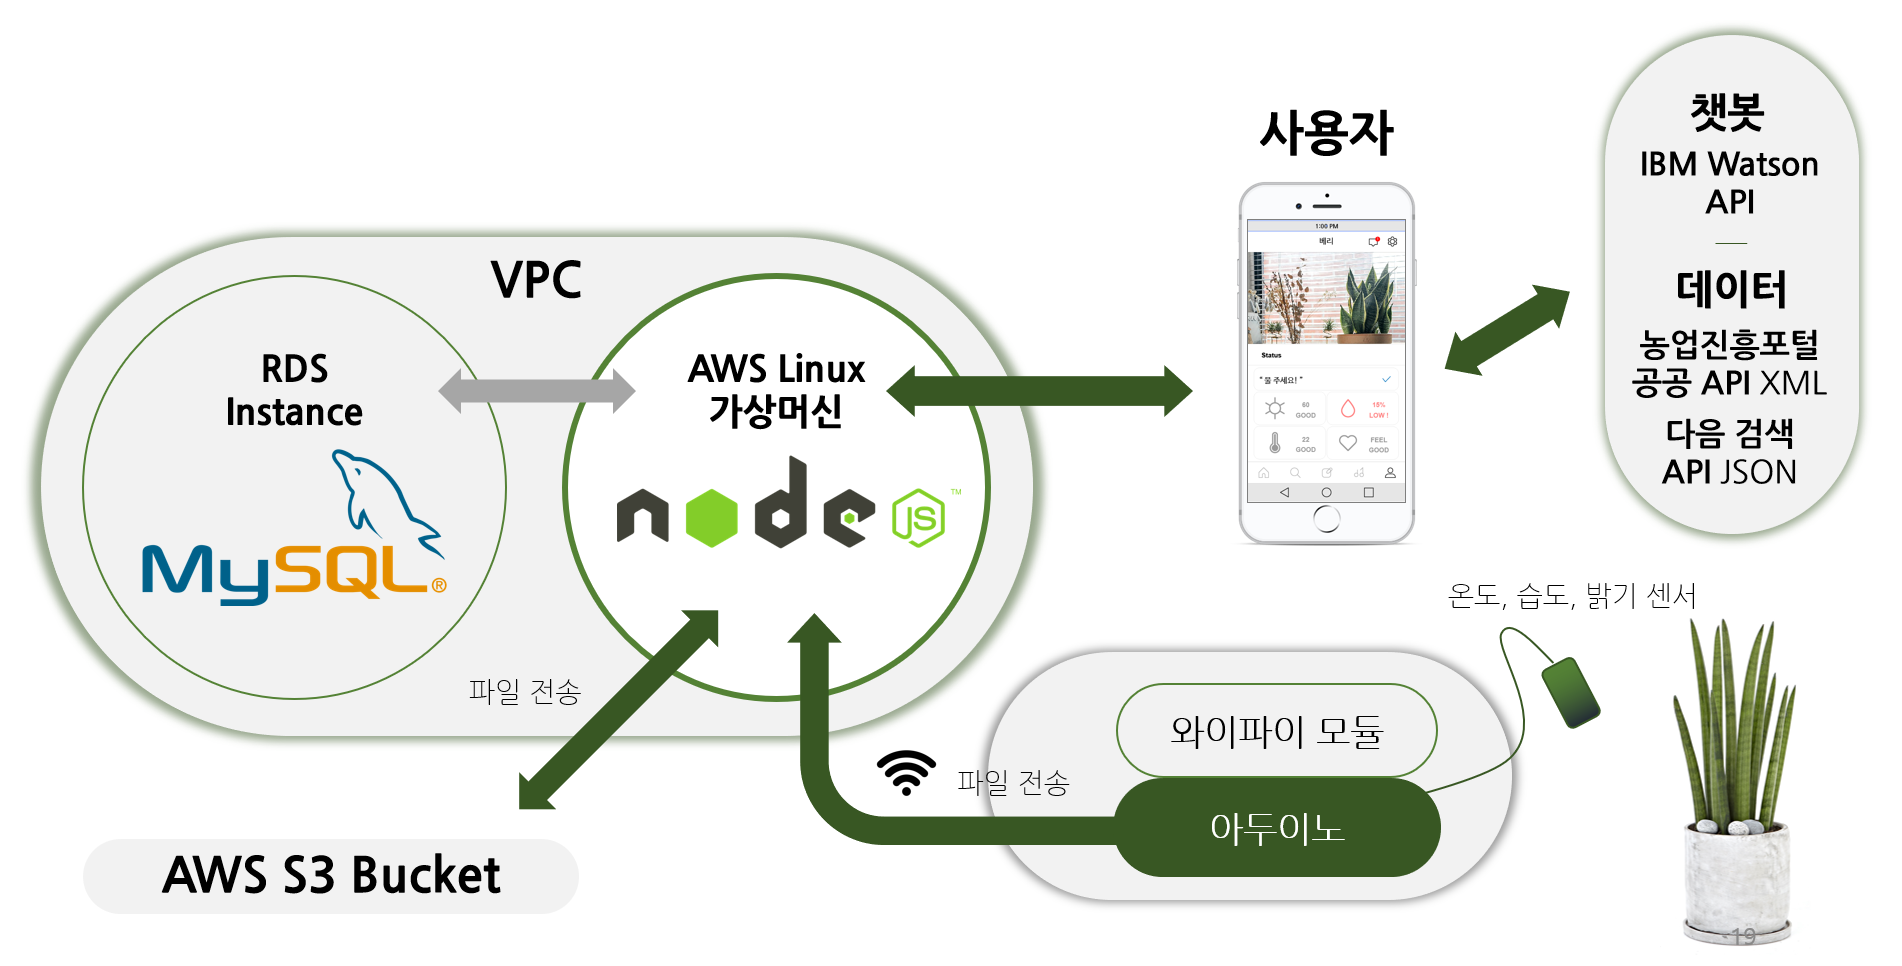 챗봇
IBM Watson
API
데이터
농업진흥포털
공공 API XML
다음 검색
API JSON
사용자
1:00 PM
베리
Status
" 물 주세요! "
60
GOOD
15%
LOW !
22
GOOD
FEEL
GOOD
VPC
RDS
Instance
MySQL®
AWS Linux
가상머신
node JS™
파일 전송
AWS S3 Bucket
온도, 습도, 밝기 센서
와이파이 모듈
파일 전송
아두이노
-19-